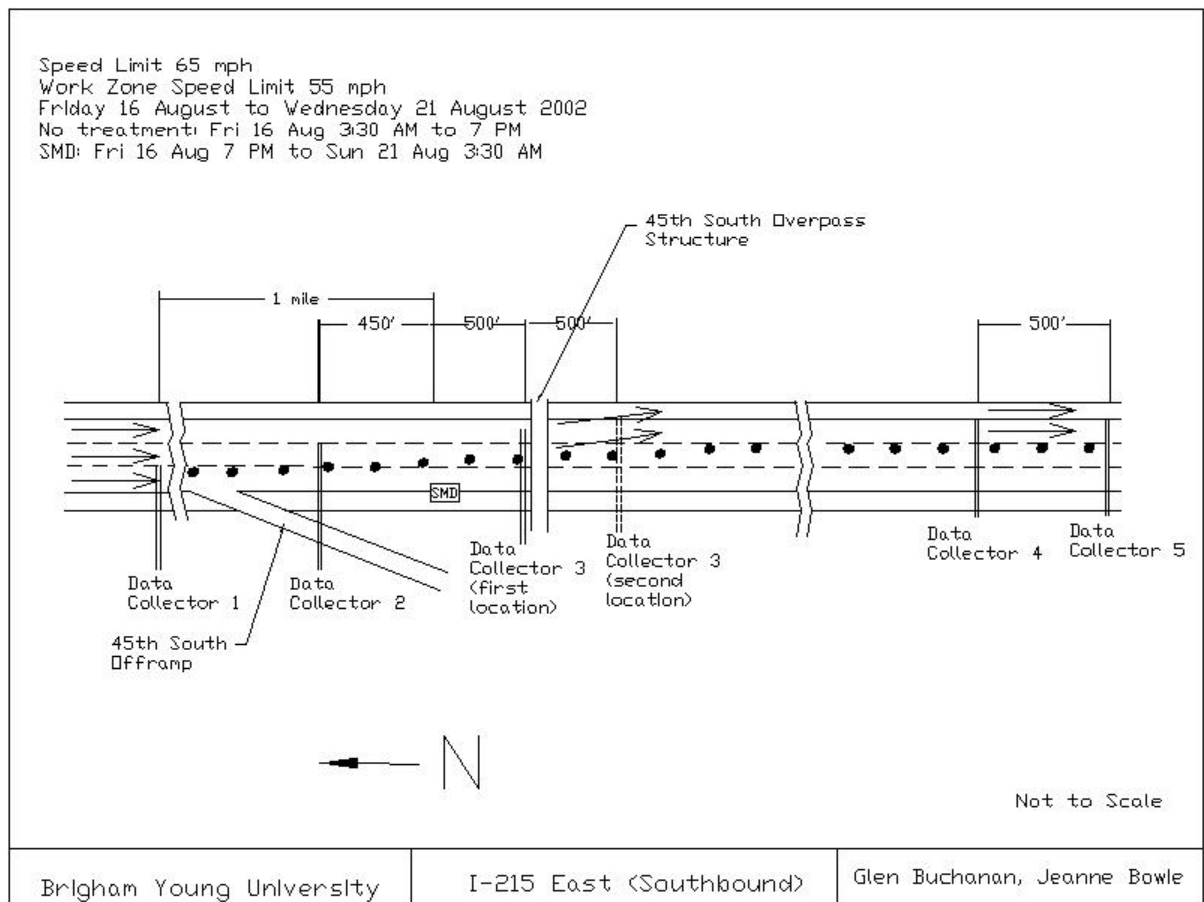 Speed Limit 65 mph
Work Zone Speed Limit 55 mph
Friday 16 August to Wednesday 21 August 2002
No treatment: Fri 16 Aug 3:30 AM to 7 PM
SMD: Fri 16 Aug 7 PM to Sun 21 Aug 3:30 AM
45th South Overpass
Structure
1 mile
450'
500'
500'
500'
SMD
Data
Collector 1
Data
Collector 2
Data
Collector 3
(first
location)
Data
Collector 3
(second
location)
Data
Collector 4
Data
Collector 5
45th South
Offramp
N
Not to Scale
Brigham Young University
I-215 East (Southbound)
Glen Buchanan, Jeanne Bowle